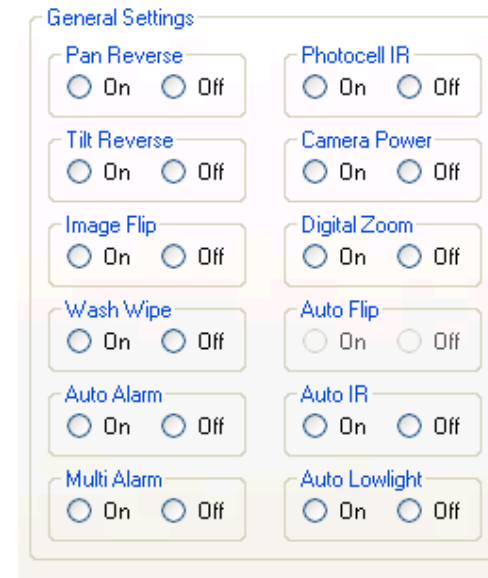 General Settings
Pan Reverse
On Off
Photocell IR
On Off
Tilt Reverse
On Off
Camera Power
On Off
Image Flip
On Off
Digital Zoom
On Off
Wash Wipe
On Off
Auto Flip
On Off
Auto Alarm
On Off
Auto IR
On Off
Multi Alarm
On Off
Auto Lowlight
On Off